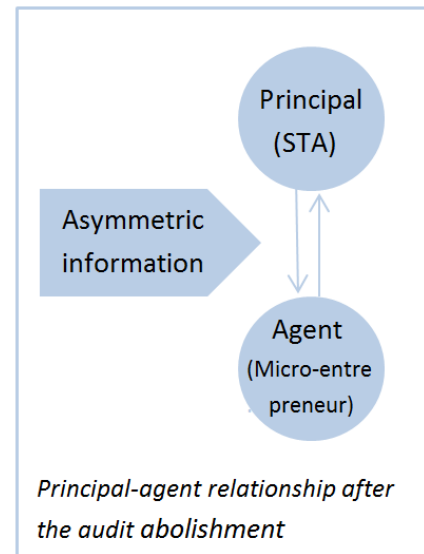 Principal
(STA)
Asymmetric
information
Agent
(Micro-entre
preneur)
Principal-agent relationship after
the audit abolishment